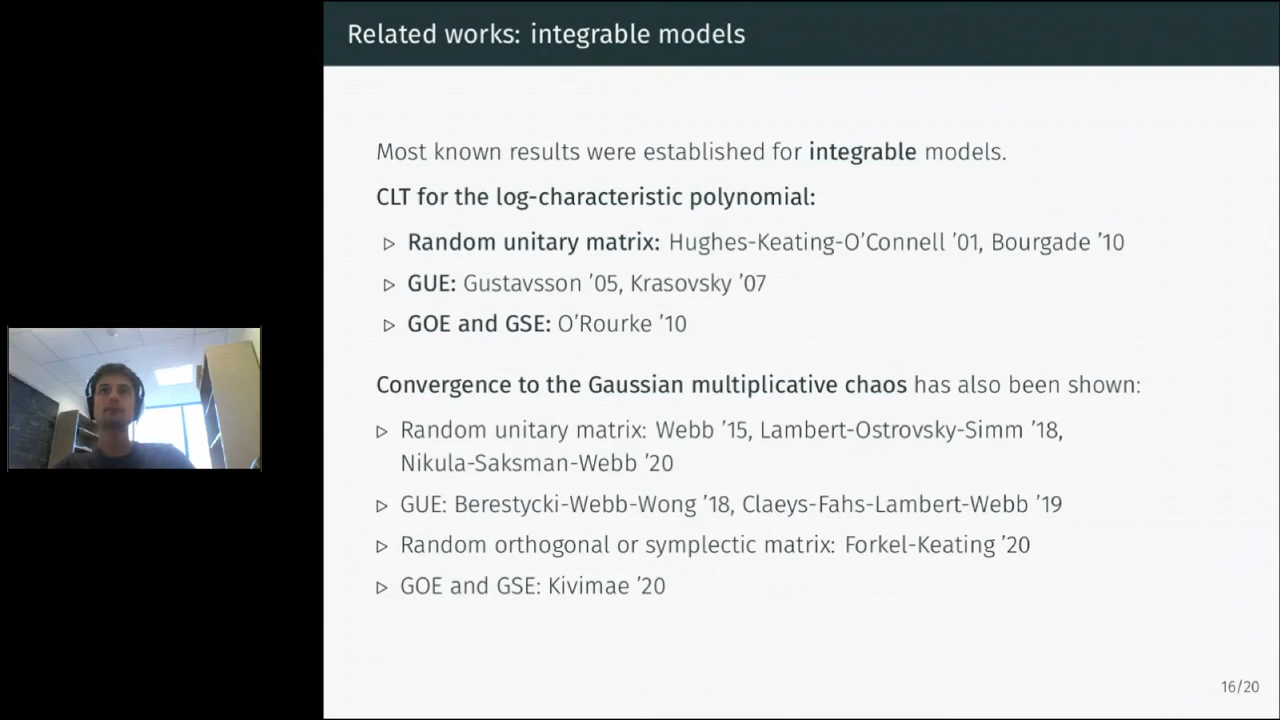 Related works: integrable models
Most known results were established for integrable models.
CLT for the log-characteristic polynomial:
▷ Random unitary matrix: Hughes-Keating-O’Connell ’01, Bourgade ’10
▷ GUE: Gustavsson ’05, Krasovsky ’07
▷ GOE and GSE: O’Rourke ’10
Convergence to the Gaussian multiplicative chaos has also been shown:
▷ Random unitary matrix: Webb ’15, Lambert-Ostrovsky-Simm ’18,
Nikula-Saksman-Webb ’20
▷ GUE: Berestycki-Webb-Wong ’18, Claeys-Fahs-Lambert-Webb ’19
▷ Random orthogonal or symplectic matrix: Forkel-Keating ’20
▷ GOE and GSE: Kivimae ’20
16/20